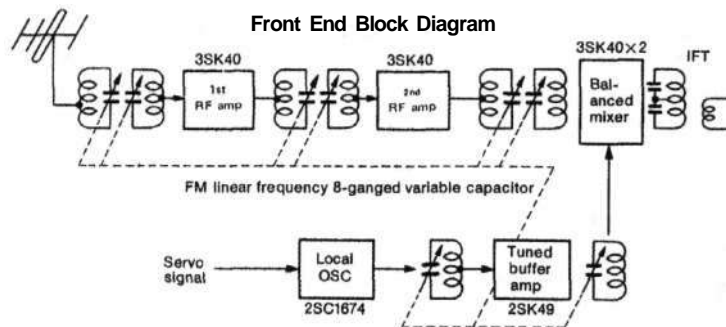 Front End Block Diagram
3SK40
1st
RF amp
3SK40
2nd
RF amp
3SK40×2
Bal-
anced
mixer
IFT
FM linear frequency 8-ganged variable capacitor
Servo
signal
Local
OSC
2SC1674
Tuned
buffer
amp
2SK49